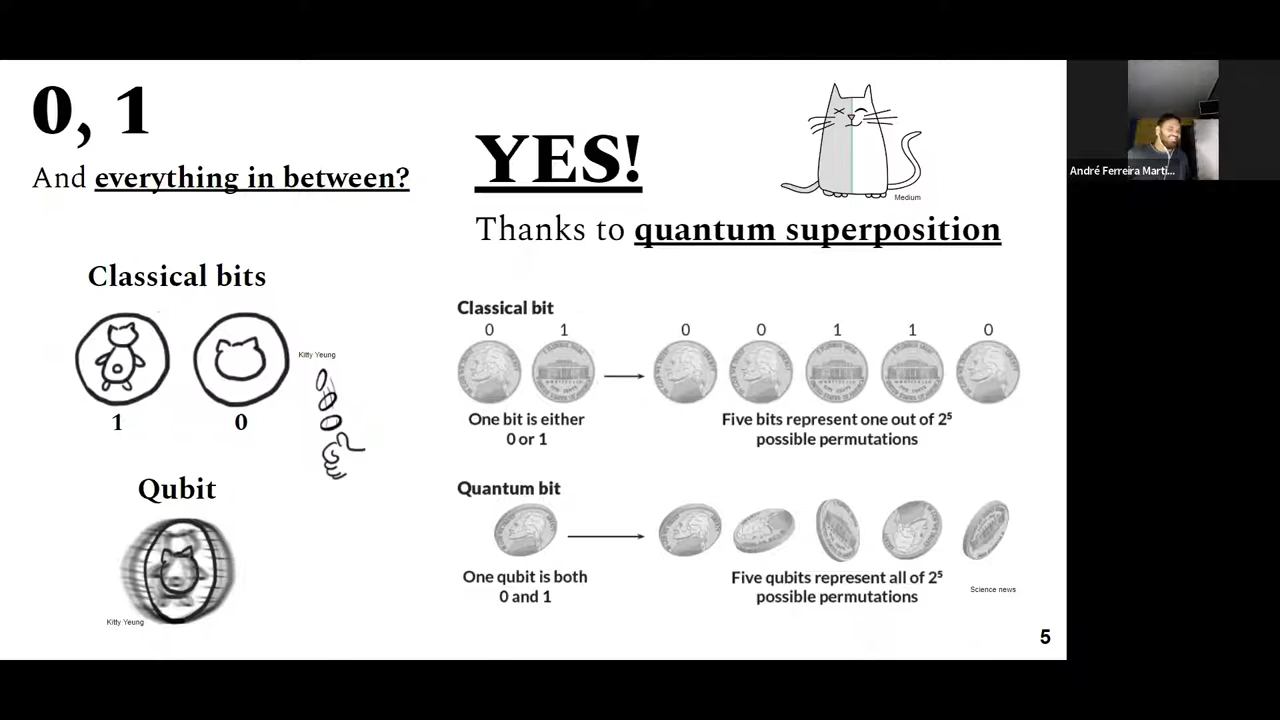 0, 1
And everything in between?
YES!
Medium
Thanks to quantum superposition
Classical bits
1
0
Kitty Yeung
Qubit
Kitty Yeung
Classical bit
0 1 0 0 1 1 0
One bit is either
0 or 1
Five bits represent one out of 2⁵
possible permutations
Quantum bit
One qubit is both
0 and 1
Five qubits represent all of 2⁵
possible permutations
Science news
5
André Ferreira Marti...